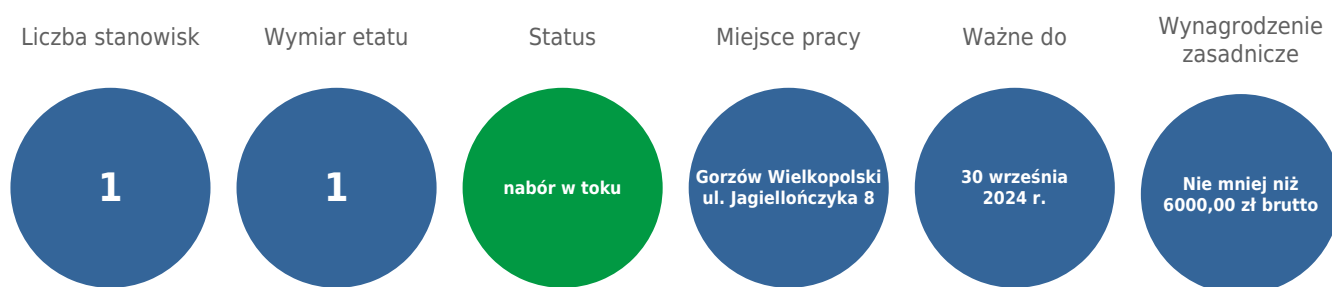 Liczba stanowisk
1
Wymiar etatu
1
Status
nabór w toku
Miejsce pracy
Gorzów Wielkopolski
ul. Jagiellończyka 8
Ważne do
30 września
2024 r.
Wynagrodzenie
zasadnicze
Nie mniej niż
6000,00 zł brutto